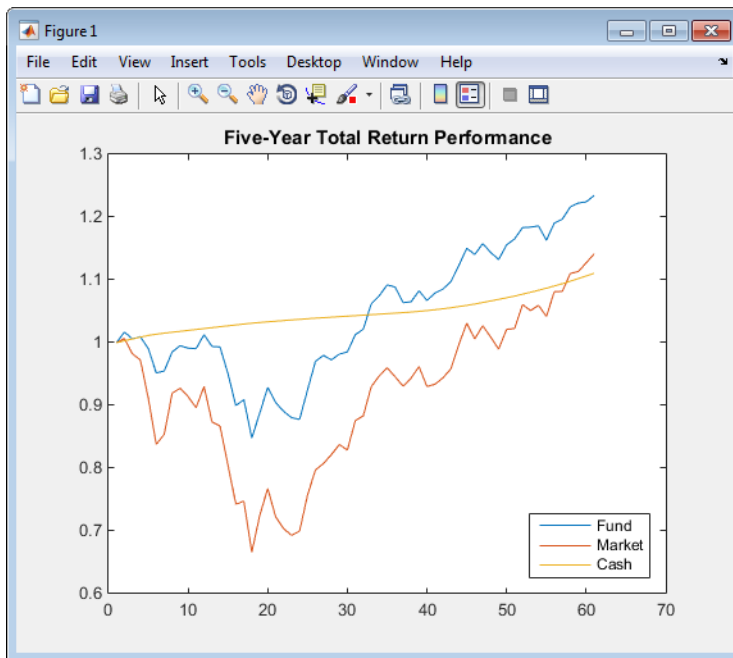 Figure 1
File Edit View Insert Tools Desktop Window Help
Five-Year Total Return Performance
1.3
1.2
1.1
1
0.9
0.8
0.7
0.6
0 10 20 30 40 50 60 70
Fund
Market
Cash